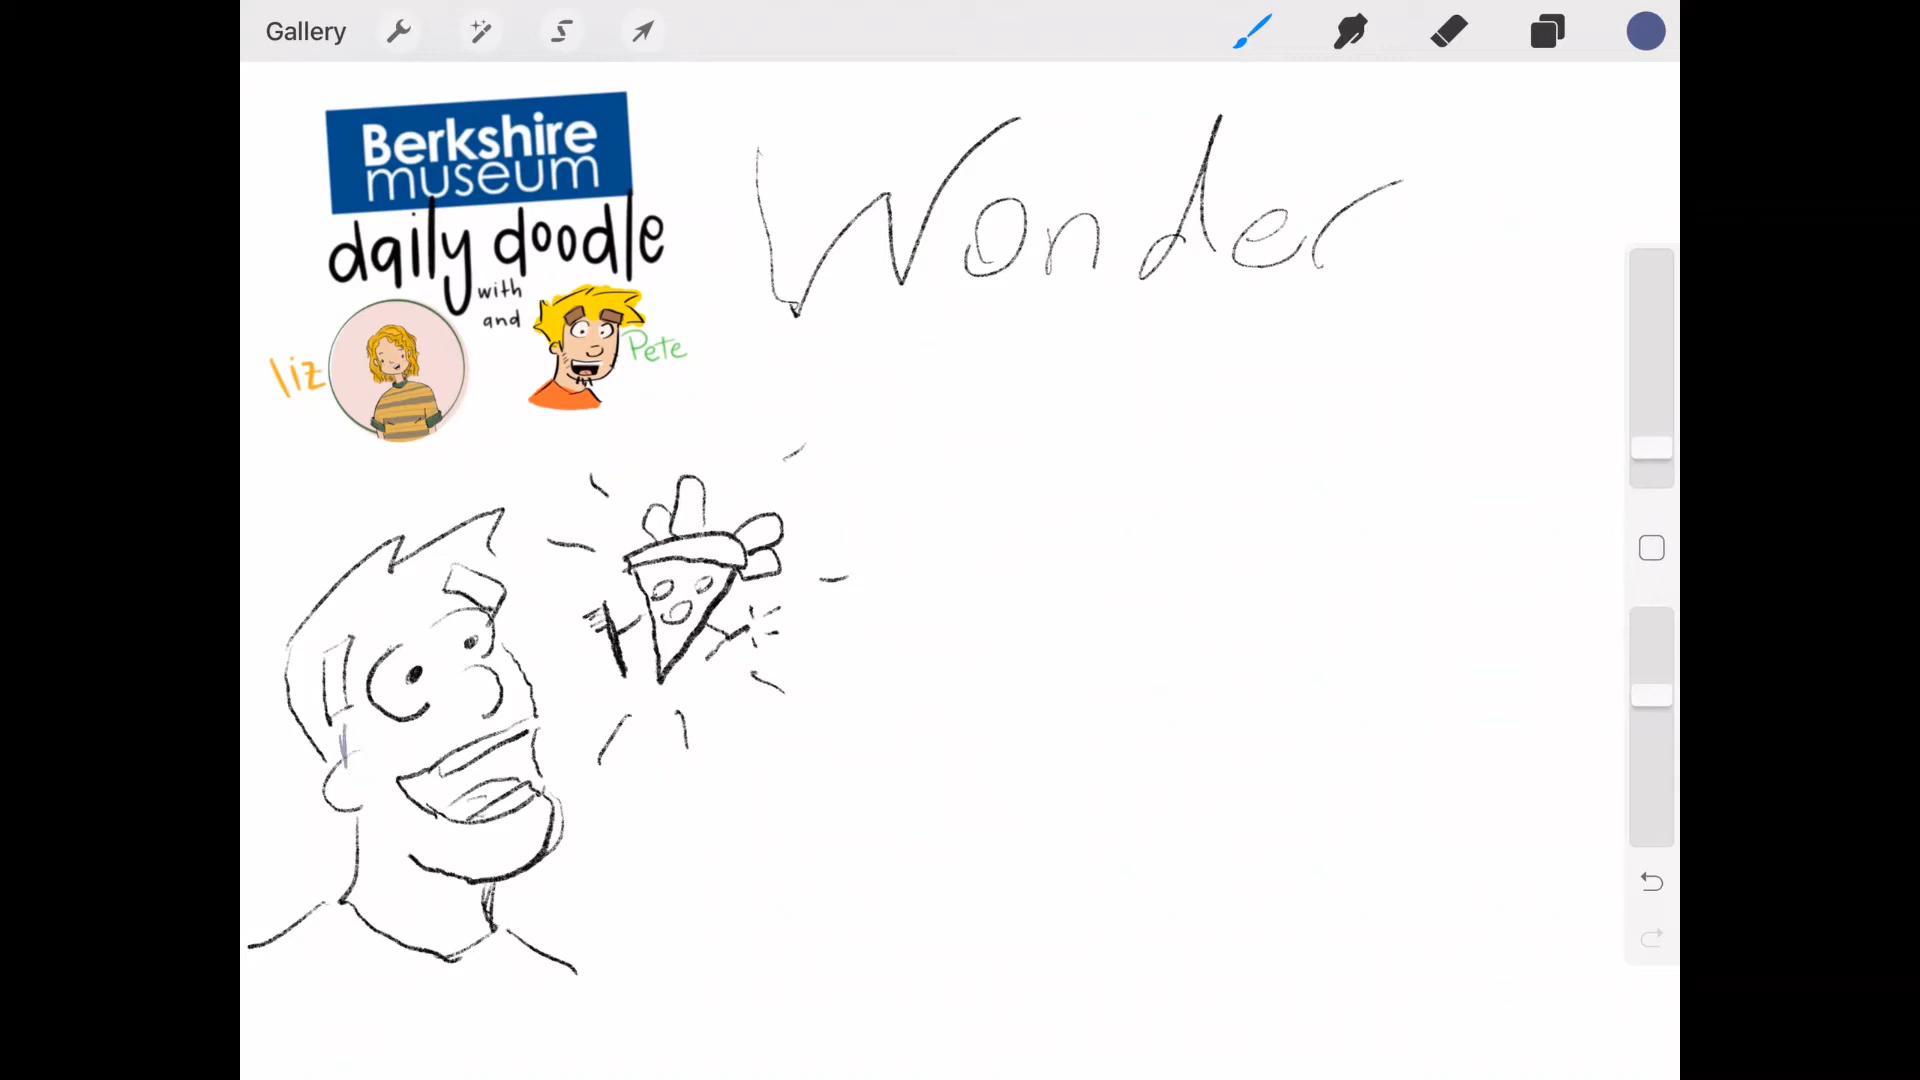 Gallery
Berkshire
museum
daily doodle
with
and
liz
Pete
Wonder